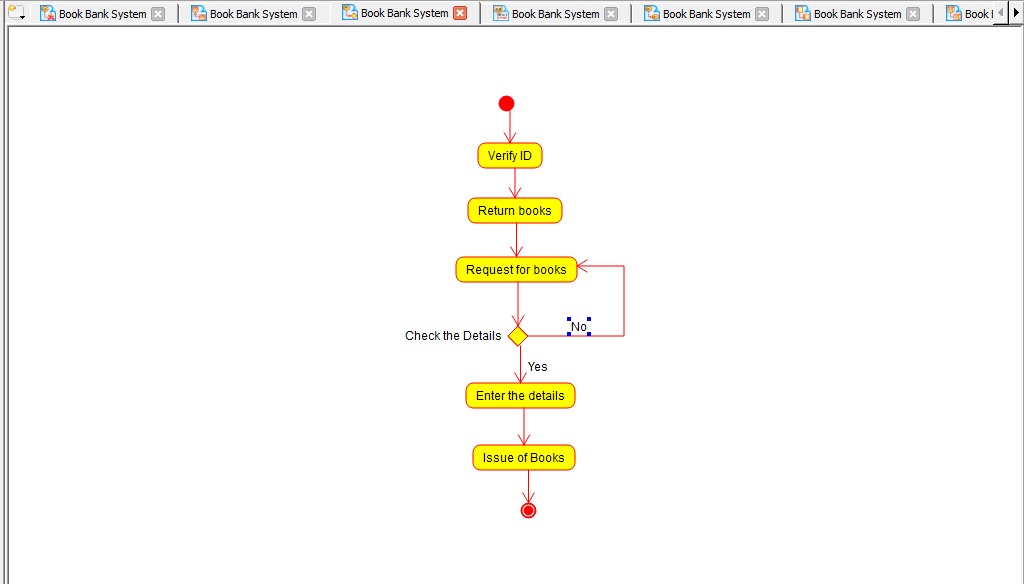 Book Bank System Book Bank System Book Bank System Book Bank System Book Bank System Book Bank System Book
Verify ID
Return books
Request for books
No
Check the Details
Yes
Enter the details
Issue of Books